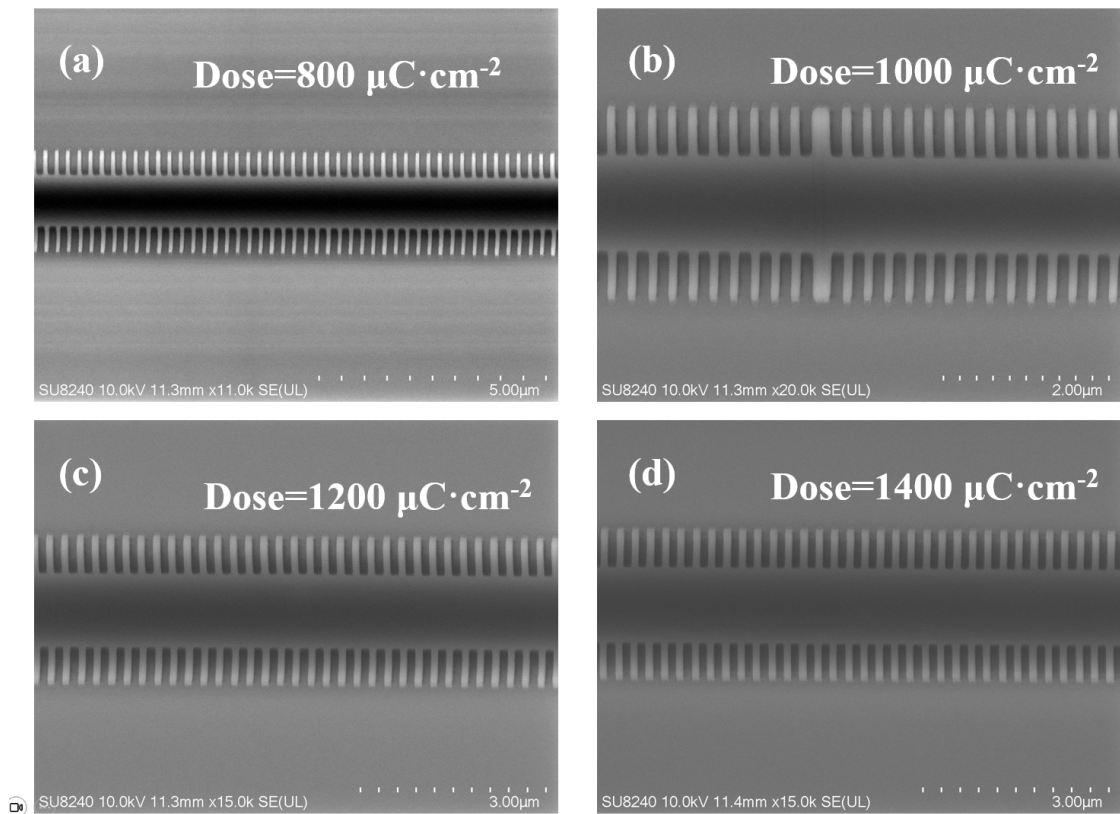 (a)
Dose=800 μC·cm-2
SU8240 10.0kV 11.3mm x11.0k SE(UL)
5.00μm
(b)
Dose=1000 μC·cm-2
SU8240 10.0kV 11.3mm x20.0k SE(UL)
2.00μm
(c)
Dose=1200 μC·cm-2
SU8240 10.0kV 11.3mm x15.0k SE(UL)
3.00μm
(d)
Dose=1400 μC·cm-2
SU8240 10.0kV 11.4mm x15.0k SE(UL)
3.00μm